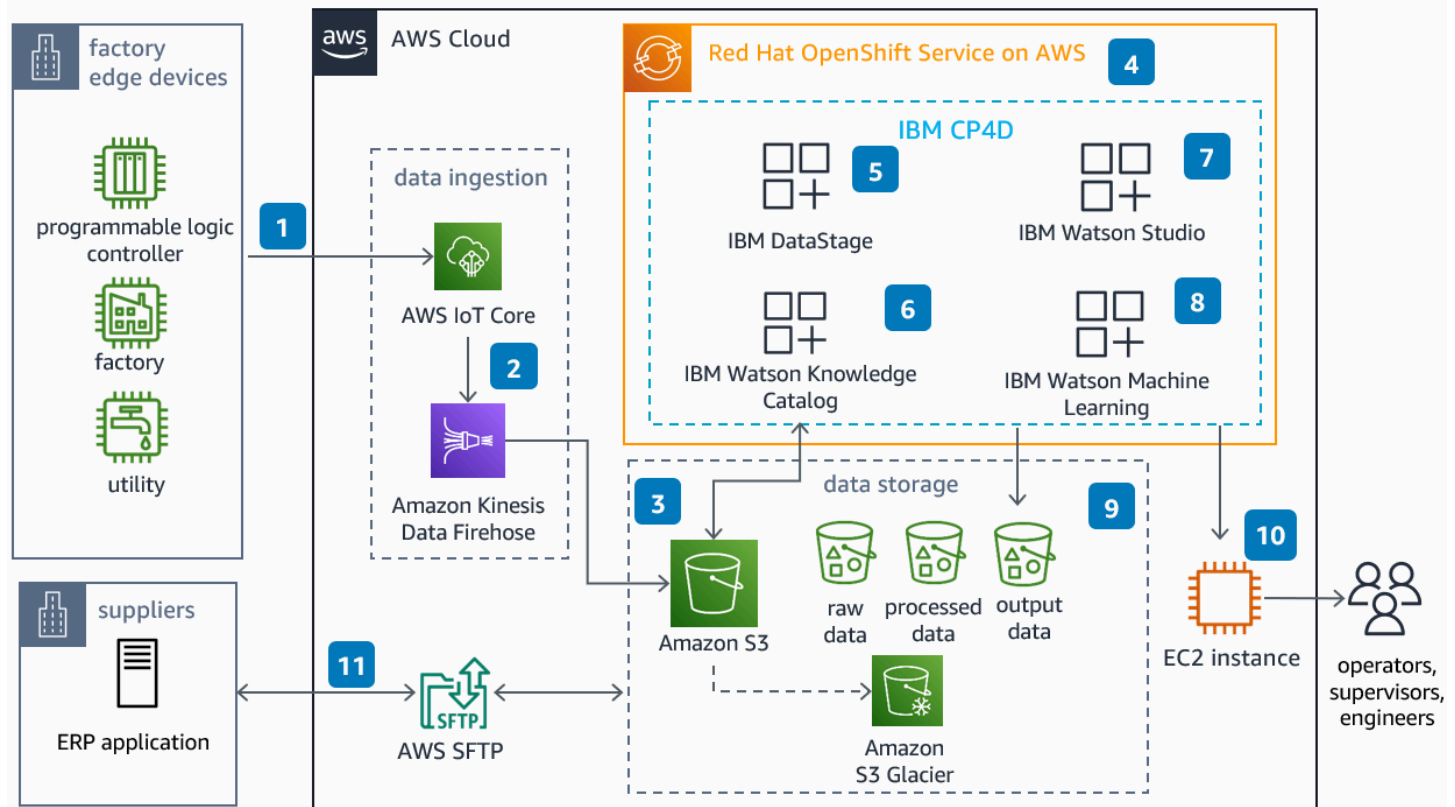 factory
edge devices
programmable logic
controller
factory
utility
suppliers
ERP application
1
aws
AWS Cloud
data ingestion
AWS IoT Core
2
Amazon Kinesis
Data Firehose
11
SFTP
AWS SFTP
Red Hat OpenShift Service on AWS
4
IBM CP4D
5
IBM DataStage
7
IBM Watson Studio
6
IBM Watson Knowledge
Catalog
8
IBM Watson Machine
Learning
3
data storage
9
Amazon S3
raw
data
processed
data
output
data
Amazon
S3 Glacier
10
EC2 instance
operators,
supervisors,
engineers